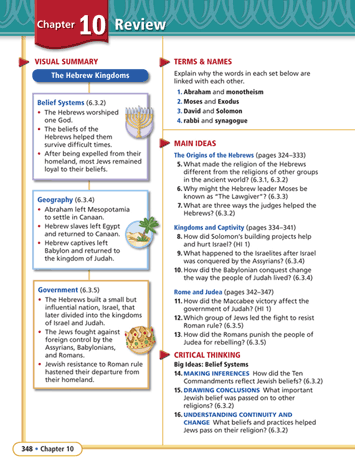 Chapter 10 Review
VISUAL SUMMARY
The Hebrew Kingdoms
Belief Systems (6.3.2)
• The Hebrews worshiped
one God.
• The beliefs of the
Hebrews helped them
survive difficult times.
• After being expelled from their
homeland, most Jews remained
loyal to their beliefs.
Geography (6.3.4)
• Abraham left Mesopotamia
to settle in Canaan.
• Hebrew slaves left Egypt
and returned to Canaan.
• Hebrew captives left
Babylon and returned to
the kingdom of Judah.
Government (6.3.5)
• The Hebrews built a small but
influential nation, Israel, that
later divided into the kingdoms
of Israel and Judah.
• The Jews fought against
foreign control by the
Assyrians, Babylonians,
and Romans.
• Jewish resistance to Roman rule
hastened their departure from
their homeland.
TERMS & NAMES
Explain why the words in each set below are
linked with each other.
1. Abraham and monotheism
2. Moses and Exodus
3. David and Solomon
4. rabbi and synagogue
MAIN IDEAS
The Origins of the Hebrews (pages 324–333)
5. What made the religion of the Hebrews
different from the religions of other groups
in the ancient world? (6.3.1, 6.3.2)
6. Why might the Hebrew leader Moses be
known as "The Lawgiver"? (6.3.3)
7. What are three ways the judges helped the
Hebrews? (6.3.2)
Kingdoms and Captivity (pages 334–341)
8. How did Solomon's building projects help
and hurt Israel? (HI 1)
9. What happened to the Israelites after Israel
was conquered by the Assyrians? (6.3.4)
10. How did the Babylonian conquest change
the way the people of Judah lived? (6.3.4)
Rome and Judea (pages 342–347)
11. How did the Maccabee victory affect the
government of Judah? (HI 1)
12. Which group of Jews led the fight to resist
Roman rule? (6.3.5)
13. How did the Romans punish the people of
Judea for rebelling? (6.3.5)
CRITICAL THINKING
Big Ideas: Belief Systems
14. MAKING INFERENCES How did the Ten
Commandments reflect Jewish beliefs? (6.3.2)
15. DRAWING CONCLUSIONS What important
Jewish belief was passed on to other
religions? (6.3.2)
16. UNDERSTANDING CONTINUITY AND
CHANGE What beliefs and practices helped
Jews pass on their religion? (6.3.2)
348 • Chapter 10